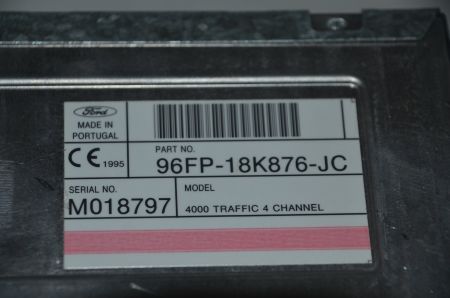 Ford
MADE IN
PORTUGAL
CE 1995
PART NO.
96FP-18K876-JC
SERIAL NO.
M018797
MODEL
4000 TRAFFIC 4 CHANNEL